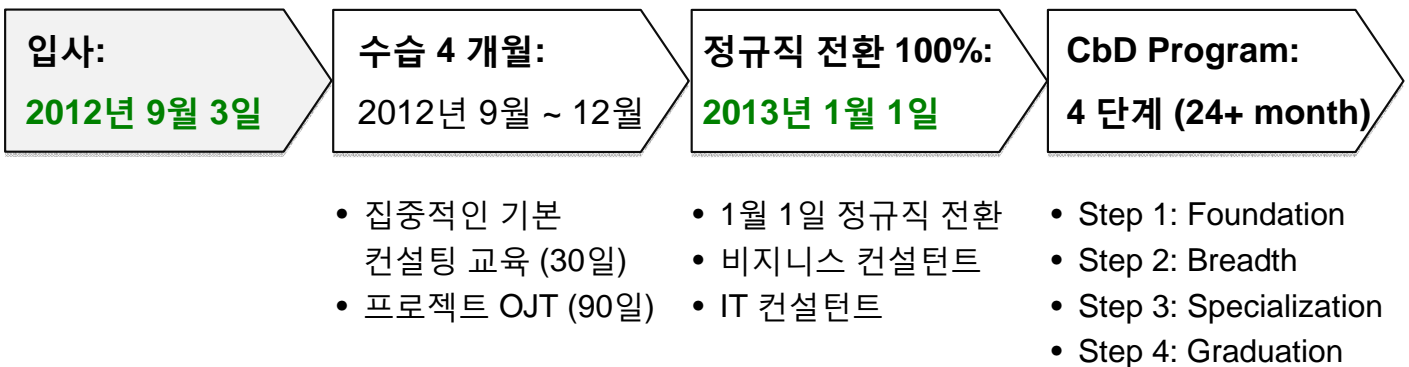 입사:
2012년 9월 3일
수습 4 개월:
2012년 9월 ~ 12월
정규직 전환 100%:
2013년 1월 1일
CbD Program:
4 단계 (24+ month)
• 집중적인 기본
컨설팅 교육 (30일)
• 프로젝트 OJT (90일)
• 1월 1일 정규직 전환
• 비지니스 컨설턴트
• IT 컨설턴트
• Step 1: Foundation
• Step 2: Breadth
• Step 3: Specialization
• Step 4: Graduation